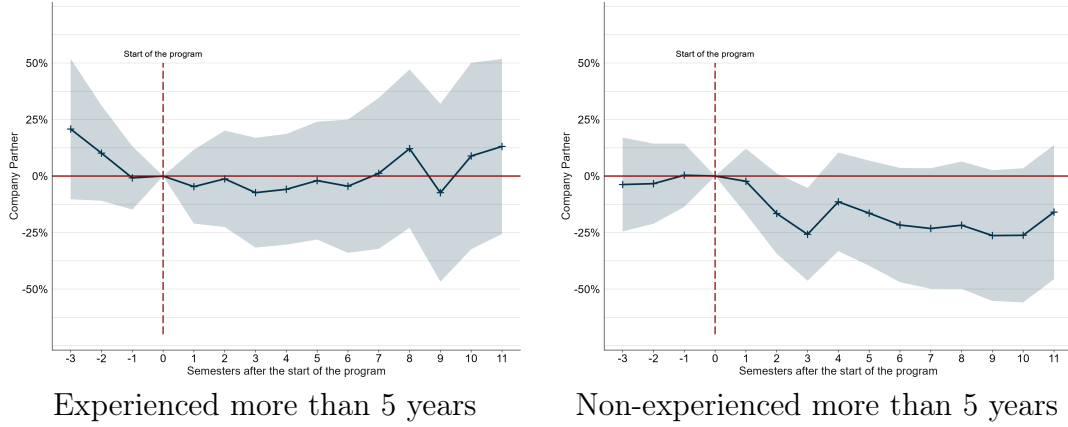 Start of the program
50%
25%
0%
-25%
-50%
Company Partner
-3 -2 -1 0 1 2 3 4 5 6 7 8 9 10 11
Semesters after the start of the program
Experienced more than 5 years
Start of the program
50%
25%
0%
-25%
-50%
Company Partner
-3 -2 -1 0 1 2 3 4 5 6 7 8 9 10 11
Semesters after the start of the program
Non-experienced more than 5 years